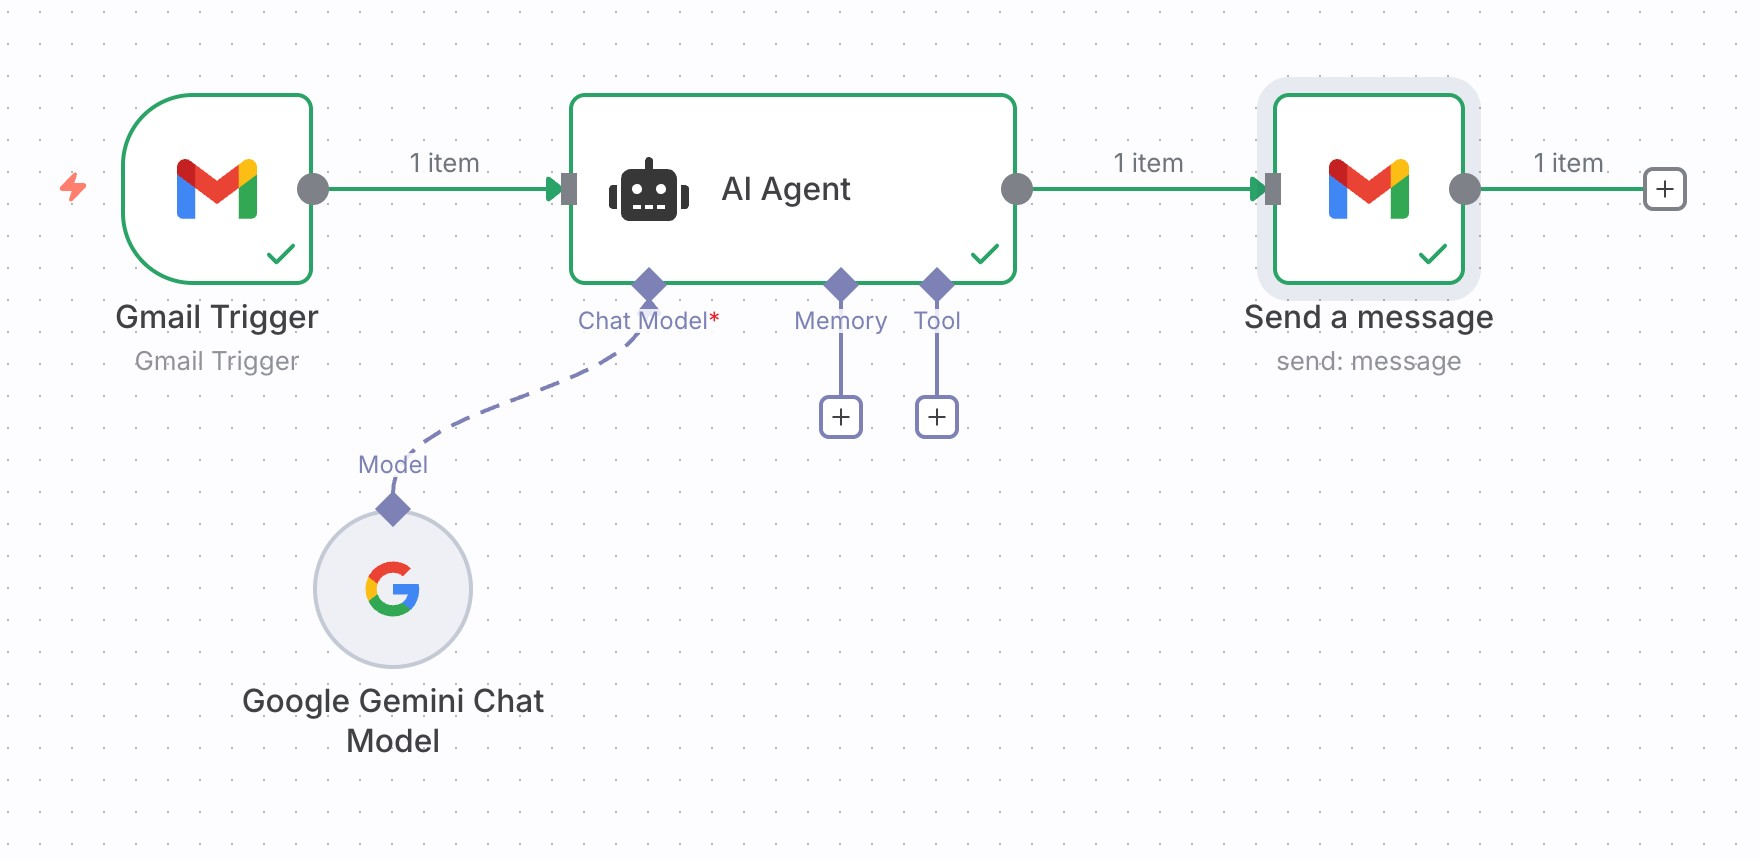 1 item
1 item
1 item
AI Agent
Gmail Trigger
Gmail Trigger
Chat Model*
Memory
Tool
Send a message
send: message
Model
Google Gemini Chat
Model